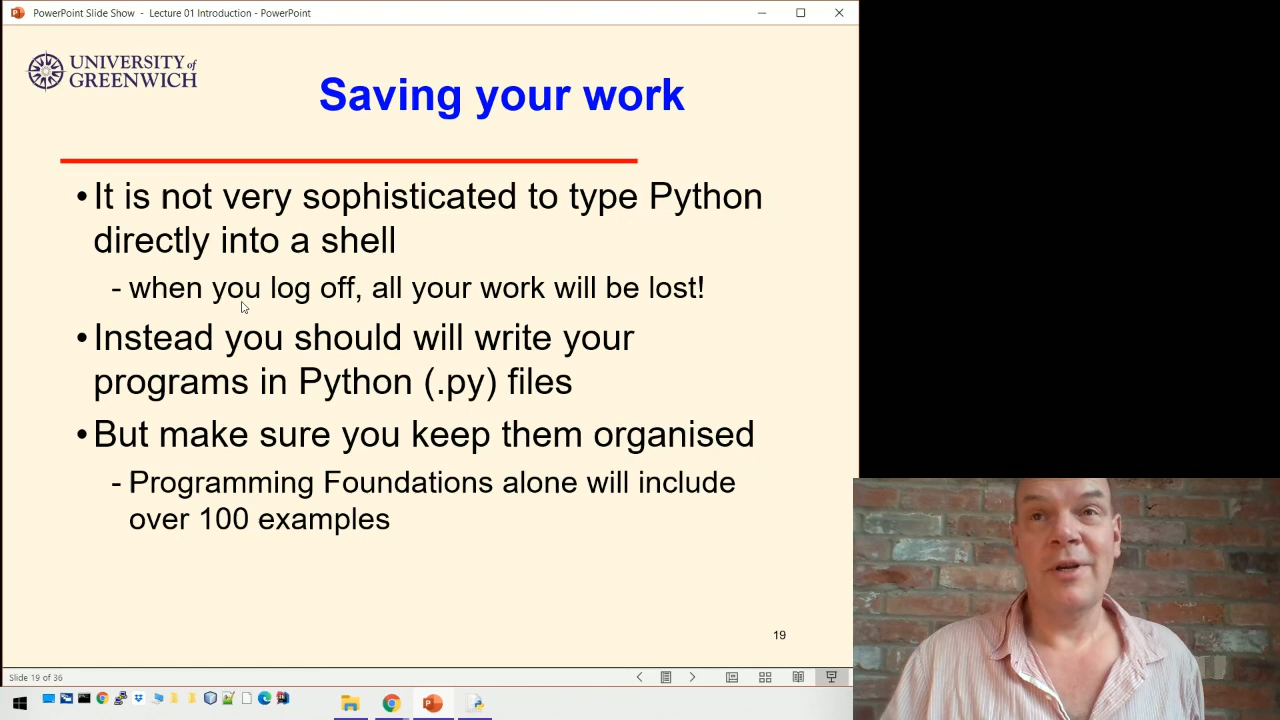 PowerPoint Slide Show - Lecture 01 Introduction - PowerPoint
UNIVERSITY of
GREENWICH
Saving your work
•It is not very sophisticated to type Python
directly into a shell
- when you log off, all your work will be lost!
•Instead you should will write your
programs in Python (.py) files
•But make sure you keep them organised
- Programming Foundations alone will include
over 100 examples
19
Slide 19 of 36